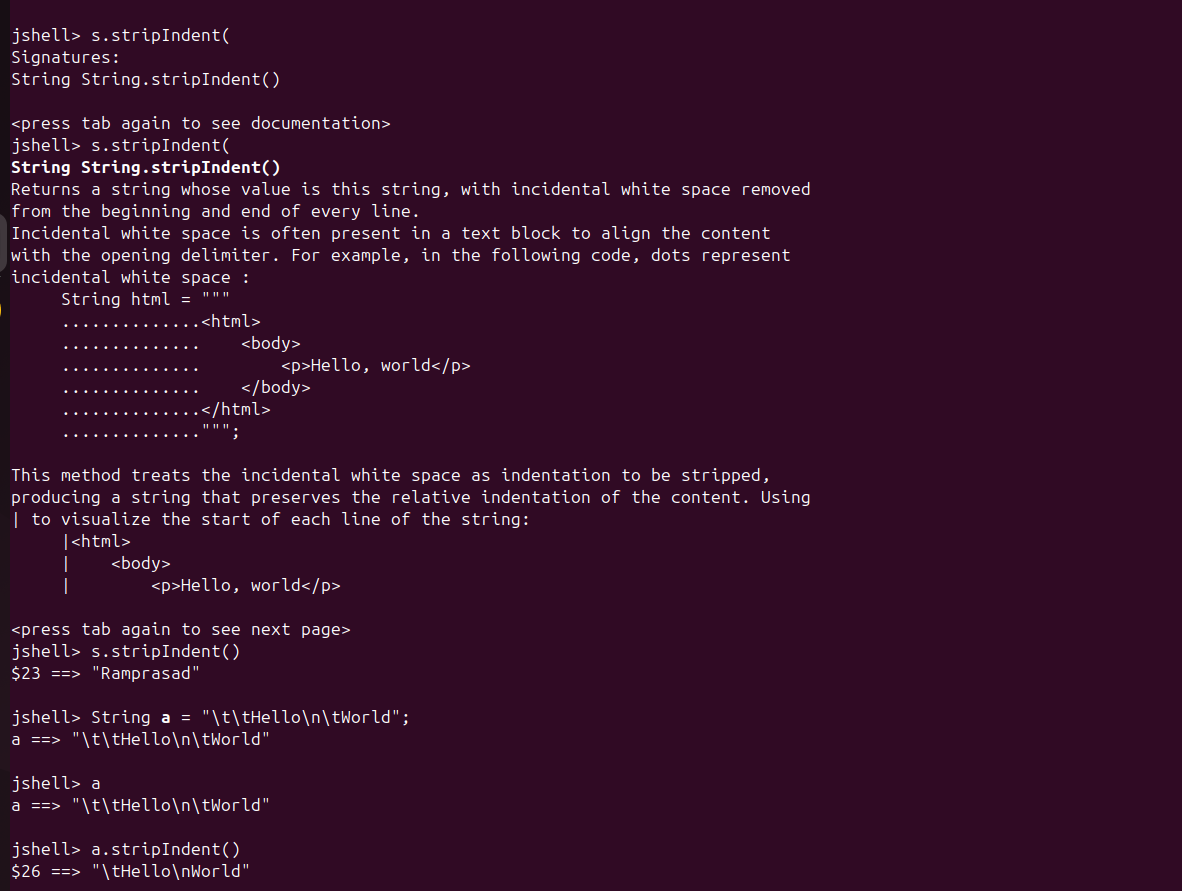 jshell> s.stripIndent(
Signatures:
String String.stripIndent()

<press tab again to see documentation>
jshell> s.stripIndent(
String String.stripIndent()
Returns a string whose value is this string, with incidental white space removed
from the beginning and end of every line.
Incidental white space is often present in a text block to align the content
with the opening delimiter. For example, in the following code, dots represent
incidental white space :
     String html = """
     ..............<html>
     ..............    <body>
     ..............        <p>Hello, world</p>
     ..............    </body>
     ..............</html>
     ..............""";

This method treats the incidental white space as indentation to be stripped,
producing a string that preserves the relative indentation of the content. Using
| to visualize the start of each line of the string:
     |<html>
     |    <body>
     |        <p>Hello, world</p>

<press tab again to see next page>
jshell> s.stripIndent()
$23 ==> "Ramprasad"

jshell> String a = "\t\tHello\n\tWorld";
a ==> "\t\tHello\n\tWorld"

jshell> a
a ==> "\t\tHello\n\tWorld"

jshell> a.stripIndent()
$26 ==> "\tHello\nWorld"